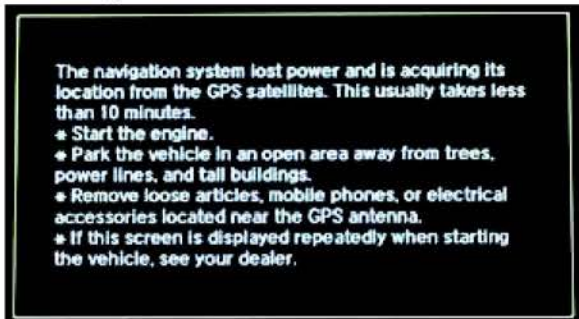 The navigation system lost power and is acquiring its
location from the GPS satellites. This usually takes less
than 10 minutes.
* Start the engine.
* Park the vehicle in an open area away from trees,
power lines, and tall buildings.
* Remove loose articles, mobile phones, or electrical
accessories located near the GPS antenna.
* If this screen is displayed repeatedly when starting
the vehicle, see your dealer.